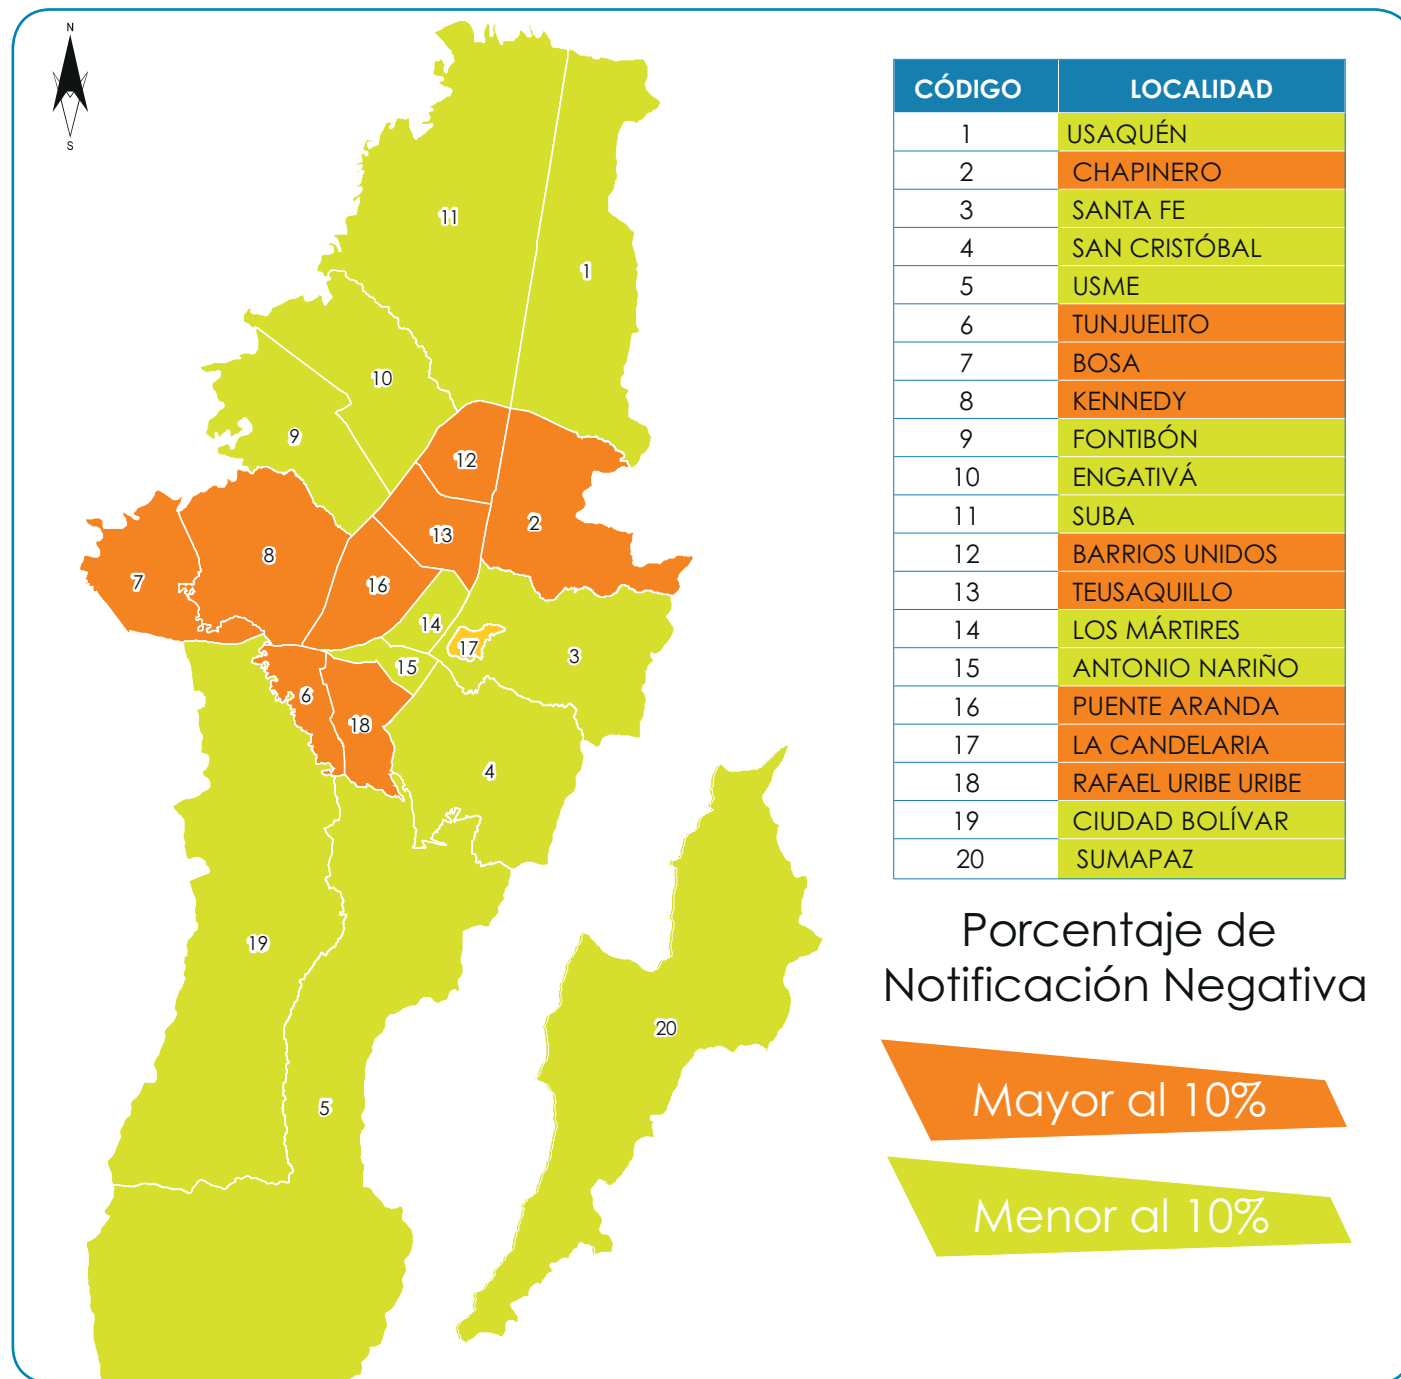 N
S
11
1
10
9
12
2
13
8
7
16
14
17
3
15
6
18
4
19
20
5
CÓDIGO LOCALIDAD
1 USAQUÉN
2 CHAPINERO
3 SANTA FE
4 SAN CRISTÓBAL
5 USME
6 TUNJUELITO
7 BOSA
8 KENNEDY
9 FONTIBÓN
10 ENGATIVÁ
11 SUBA
12 BARRIOS UNIDOS
13 TEUSAQUILLO
14 LOS MÁRTIRES
15 ANTONIO NARIÑO
16 PUENTE ARANDA
17 LA CANDELARIA
18 RAFAEL URIBE URIBE
19 CIUDAD BOLÍVAR
20 SUMAPAZ
Porcentaje de
Notificación Negativa
Mayor al 10%
Menor al 10%